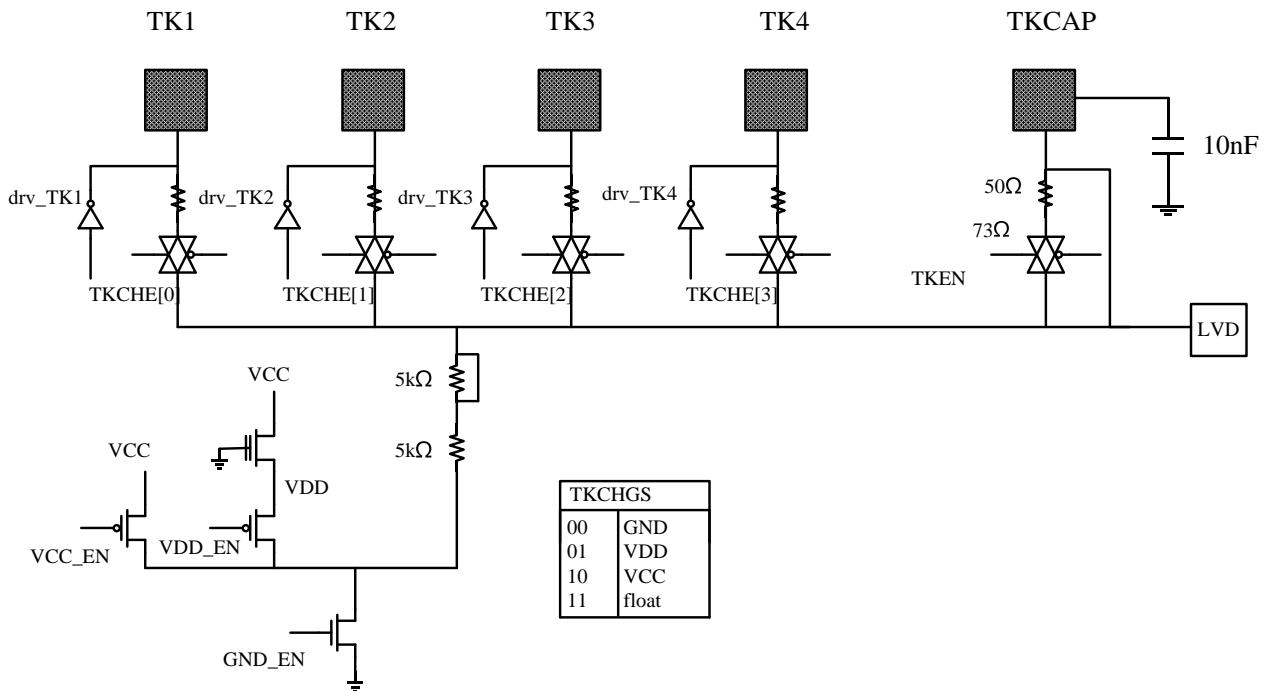 TK1 TK2 TK3 TK4 TKCAP
10nF
drv_TK1 drv_TK2 drv_TK3 drv_TK4 50Ω
73Ω
TKCHE[0] TKCHE[1] TKCHE[2] TKCHE[3] TKEN
LVD
VCC 5kΩ
VCC 5kΩ
VDD
VCC_EN VDD_EN
GND_EN
TKCHGS
00 GND
01 VDD
10 VCC
11 float